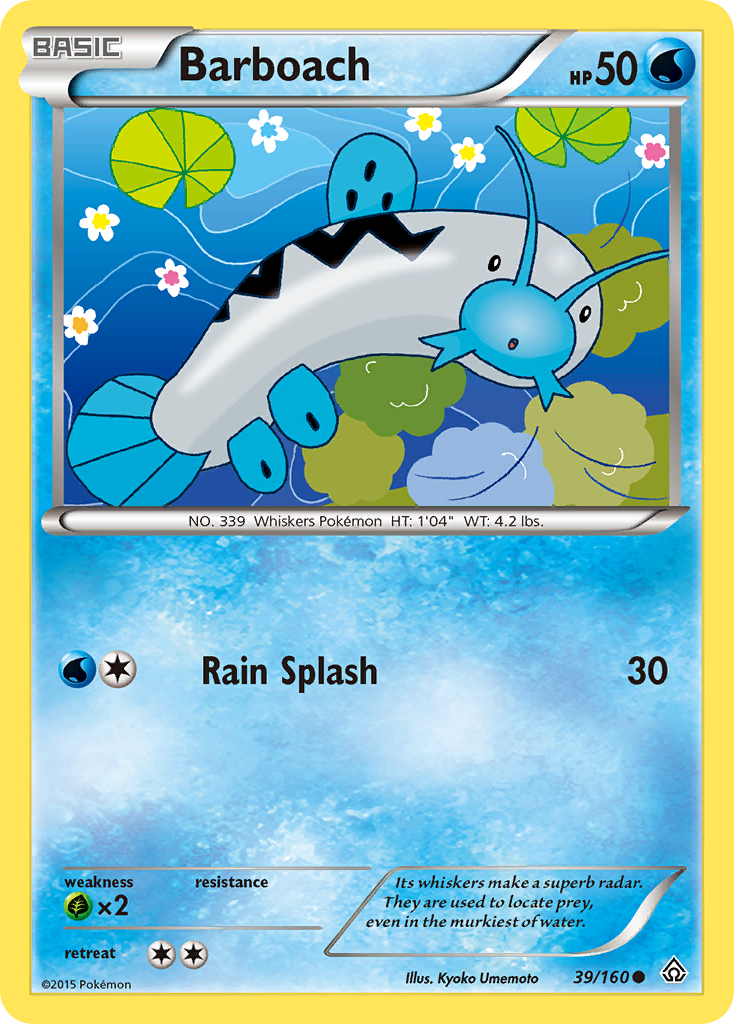 BASIC
Barboach
HP 50
NO. 339 Whiskers Pokémon HT: 1'04" WT: 4.2 lbs.
Rain Splash 30
weakness resistance
×2
Its whiskers make a superb radar.
They are used to locate prey,
even in the murkiest of water.
retreat
©2015 Pokémon
Illus. Kyoko Umemoto
39/160